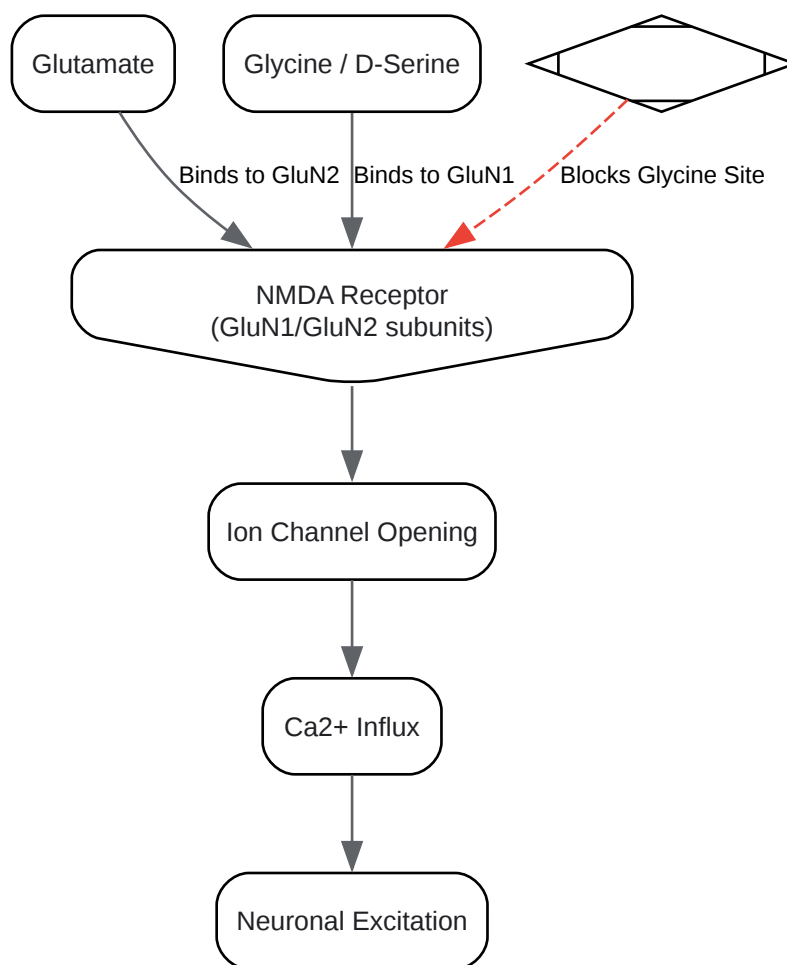 Glutamate
Glycine / D-Serine
Binds to GluN2
Binds to GluN1
Blocks Glycine Site
NMDA Receptor
(GluN1/GluN2 subunits)
Ion Channel Opening
Ca2+ Influx
Neuronal Excitation